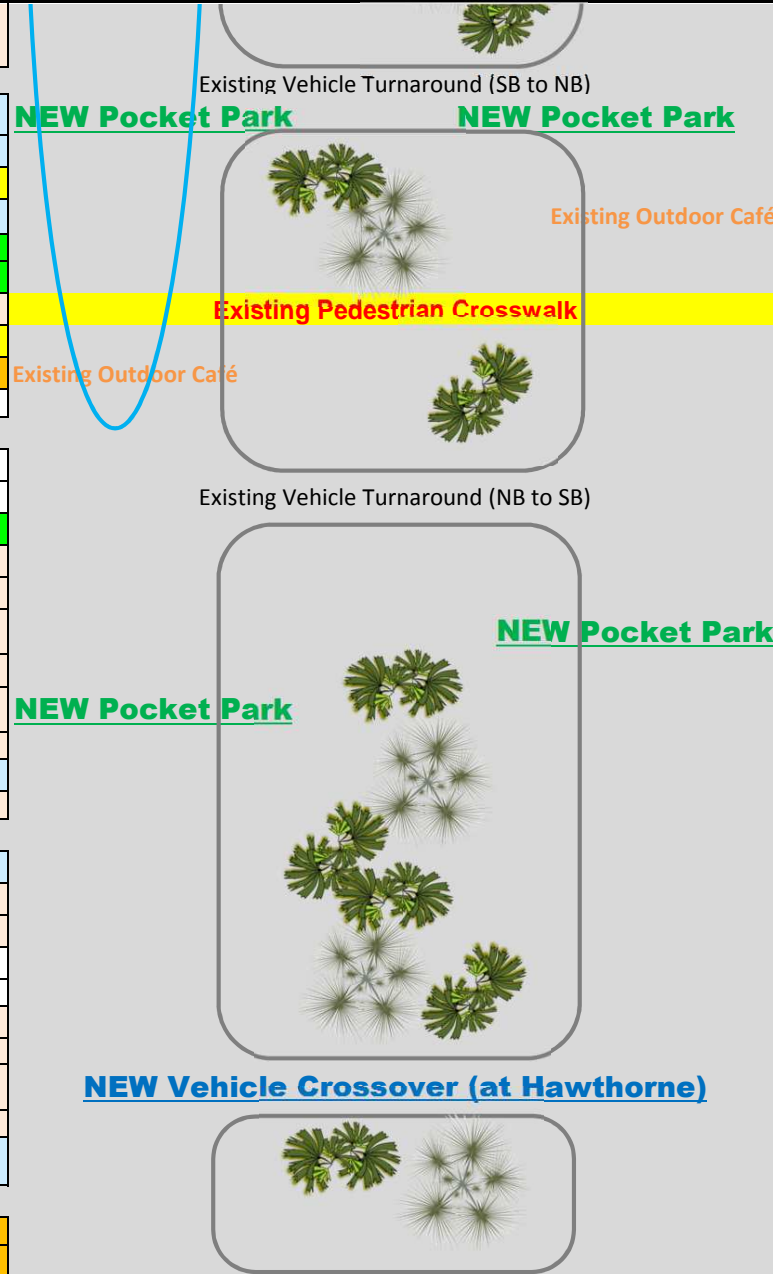 Existing Vehicle Turnaround (SB to NB)
NEW Pocket Park NEW Pocket Park
Existing Outdoor Café
Existing Pedestrian Crosswalk
Existing Outdoor Café
Existing Vehicle Turnaround (NB to SB)
NEW Pocket Park
NEW Pocket Park
NEW Vehicle Crossover (at Hawthorne)